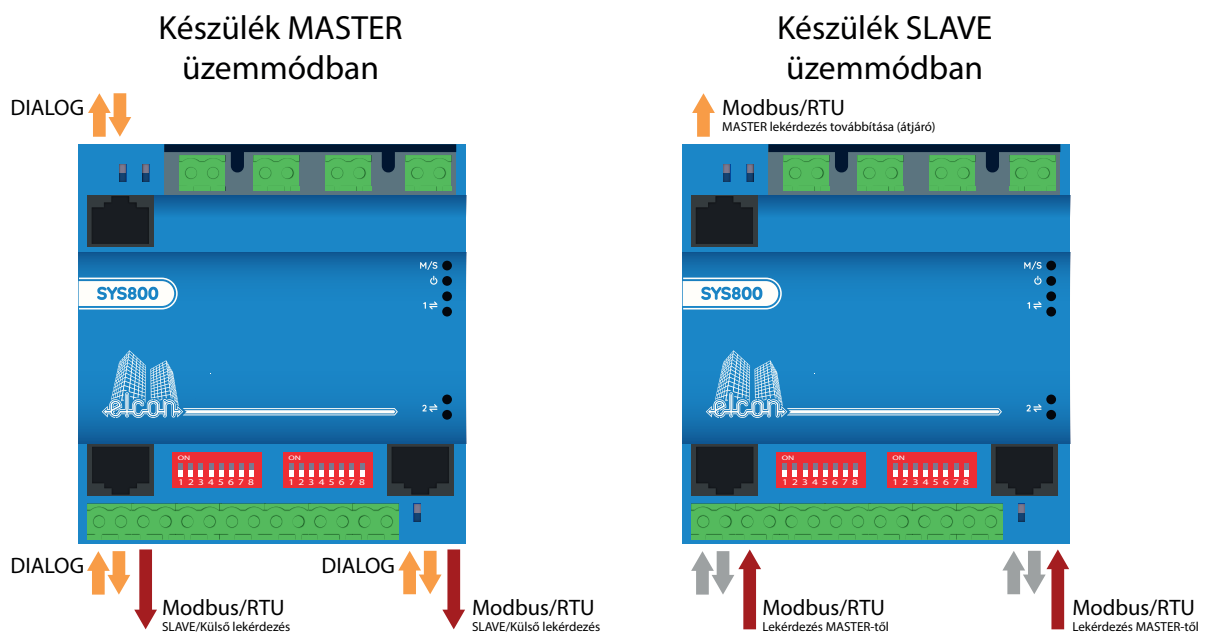 Készülék MASTER
üzemmódban
DIALOG
M/S
SYS800
1
elcon
2
ON
1 2 3 4 5 6 7 8
ON
1 2 3 4 5 6 7 8
DIALOG
Modbus/RTU
SLAVE/Külső lekérdezés
DIALOG
Modbus/RTU
SLAVE/Külső lekérdezés
Készülék SLAVE
üzemmódban
Modbus/RTU
MASTER lekérdezés továbbítása (átjáró)
M/S
SYS800
1
elcon
2
ON
1 2 3 4 5 6 7 8
ON
1 2 3 4 5 6 7 8
Modbus/RTU
Lekérdezés MASTER-től
Modbus/RTU
Lekérdezés MASTER-től